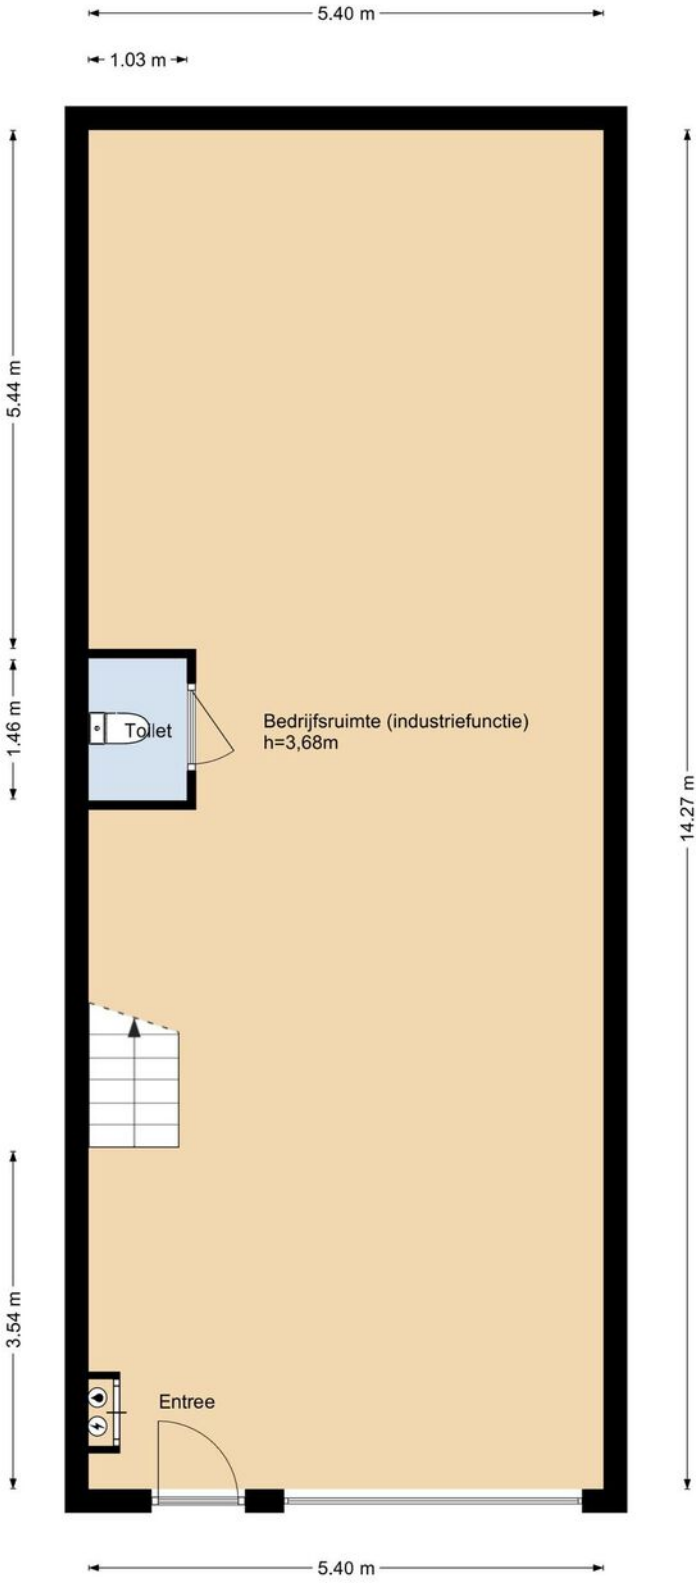 5.40 m
1.03 m
5.44 m
1.46 m
Toilet
Bedrijfsruimte (industriefunctie)
h=3,68m
14.27 m
3.54 m
Entree
5.40 m